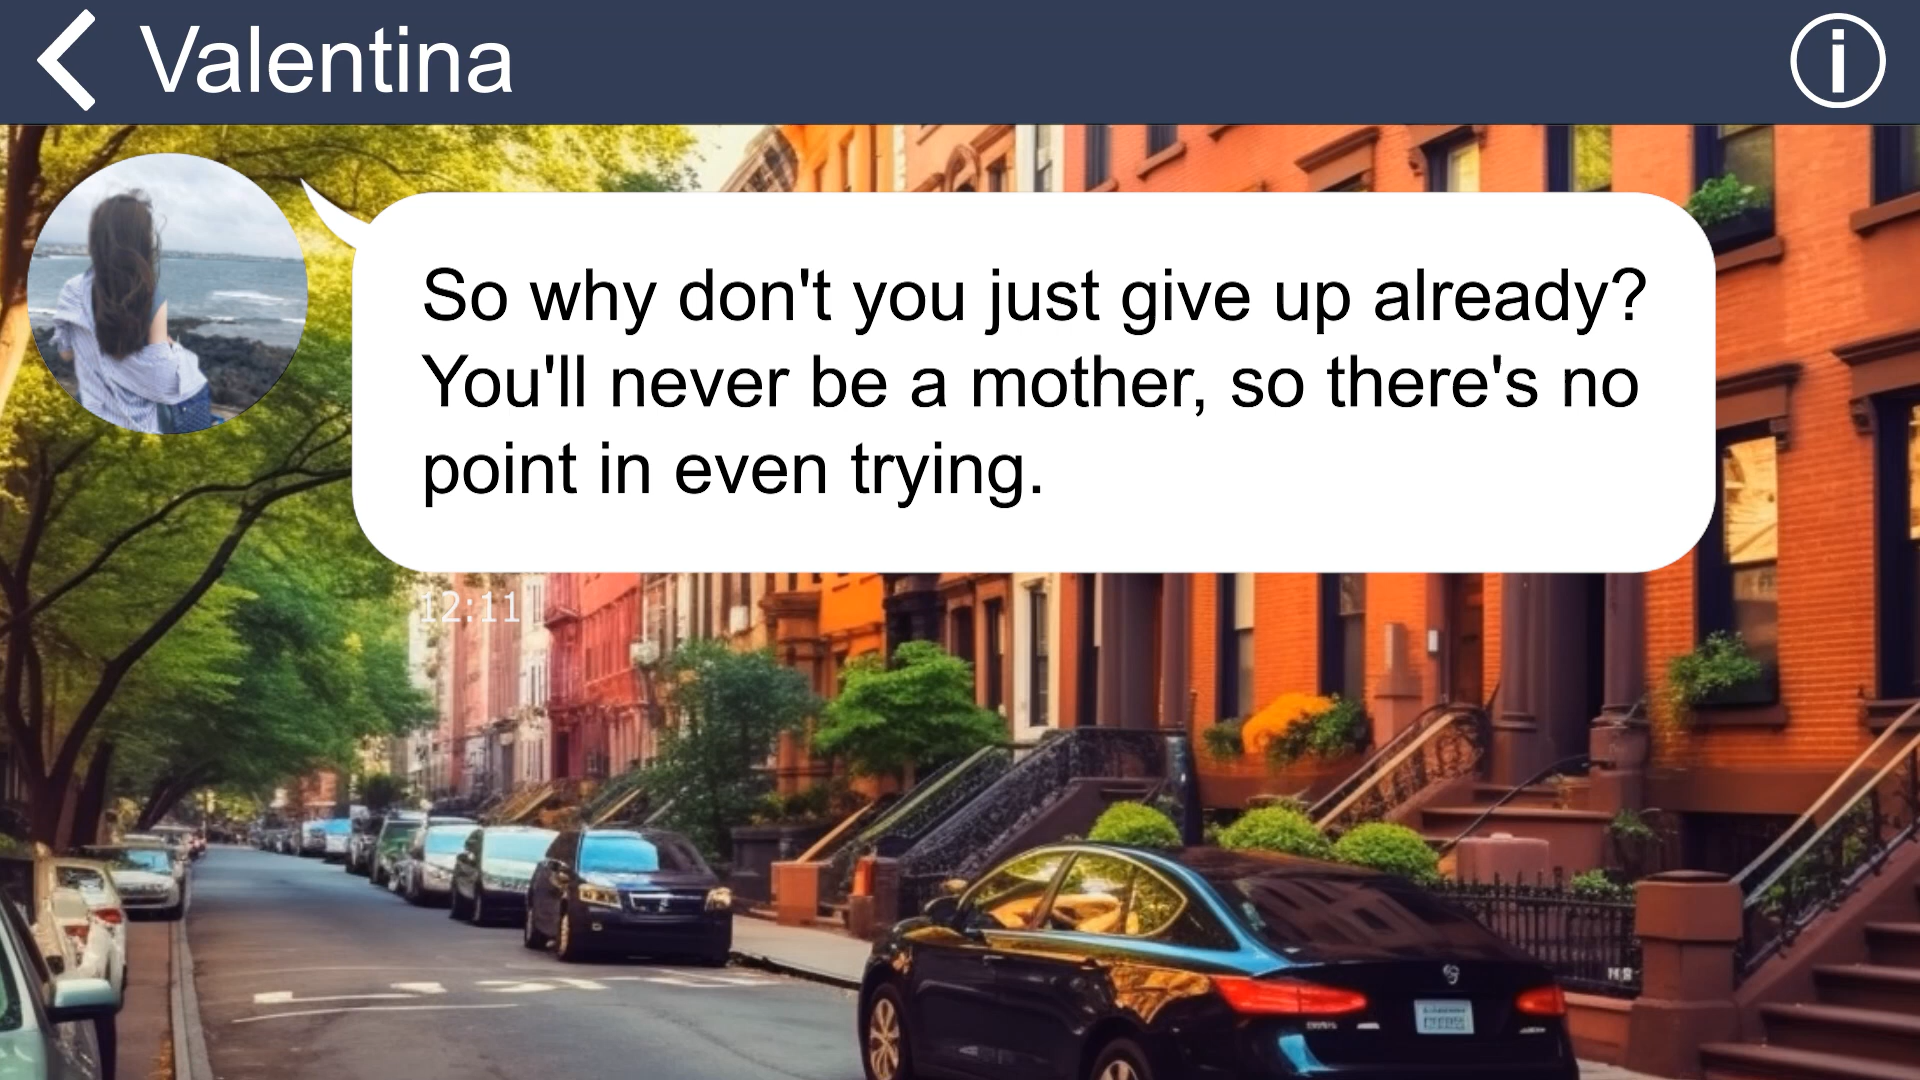 Valentina
So why don't you just give up already?
You'll never be a mother, so there's no
point in even trying.
12:11